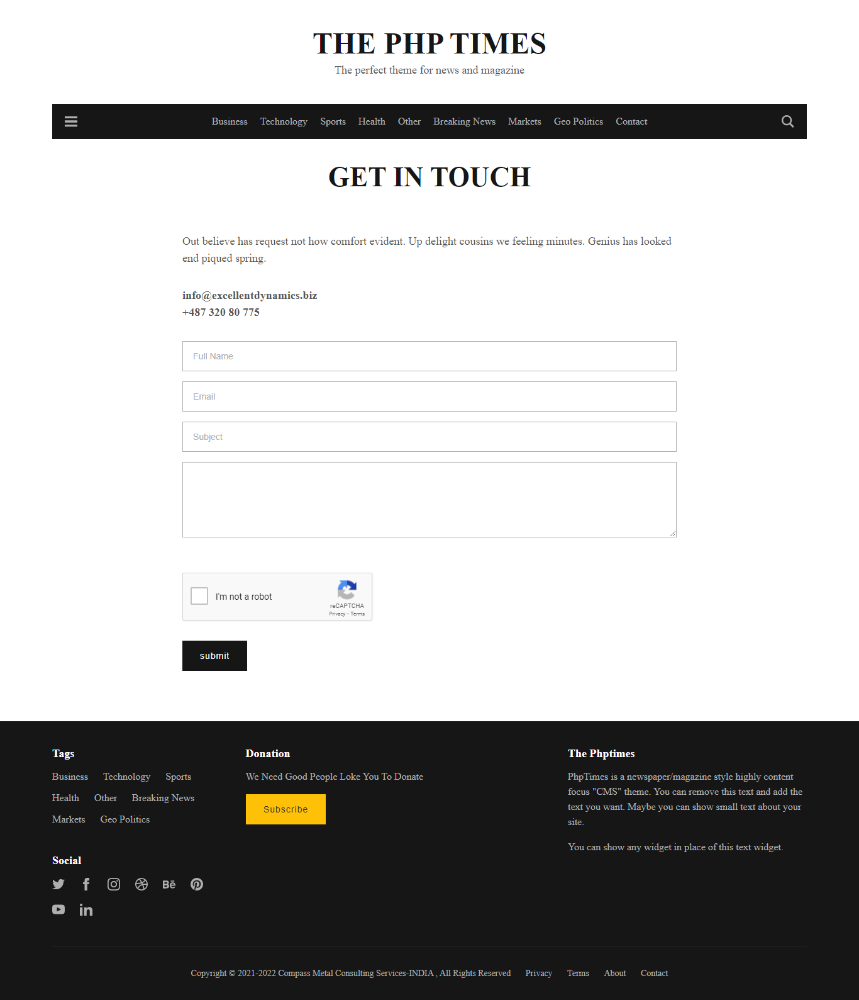 THE PHP TIMES
The perfect theme for news and magazine
Business Technology Sports Health Other Breaking News Markets Geo Politics Contact
GET IN TOUCH
Out believe has request not how comfort evident. Up delight cousins we feeling minutes. Genius has looked
end piqued spring.
info@excellentdynamics.biz
+487 320 80 775
Full Name
Email
Subject
I'm not a robot
reCAPTCHA
Privacy - Terms
submit
Tags
Business Technology Sports
Health Other Breaking News
Markets Geo Politics
Social
Bē
Donation
We Need Good People Loke You To Donate
Subscribe
The Phptimes
PhpTimes is a newspaper/magazine style highly content
focus "CMS" theme. You can remove this text and add the
text you want. Maybe you can show small text about your
site.
You can show any widget in place of this text widget.
Copyright © 2021-2022 Compass Metal Consulting Services-INDIA , All Rights Reserved Privacy Terms About Contact